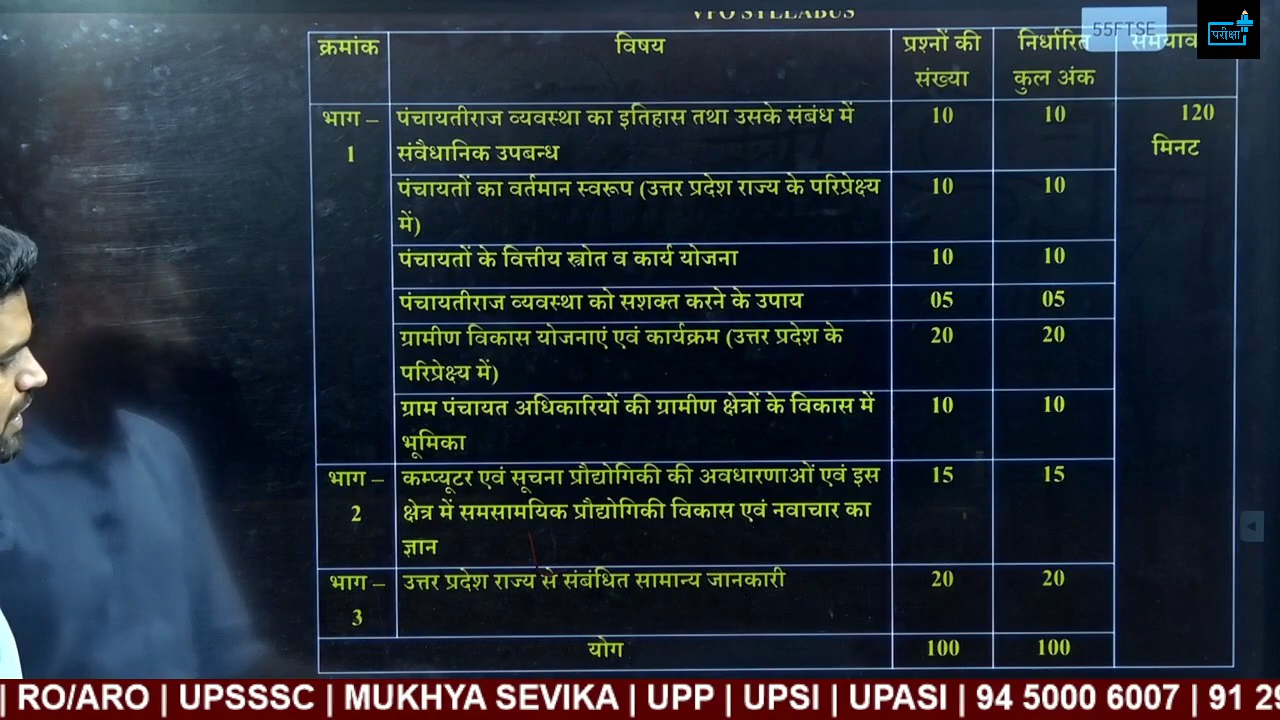 VPO SYLLABUS
55FTSE
परीक्षा
क्रमांक विषय प्रश्नों की संख्या निर्धारित कुल अंक
भाग – 1 पंचायतीराज व्यवस्था का इतिहास तथा उसके संबंध में 10 10 120 मिनट
संवैधानिक उपबन्ध
पंचायतों का वर्तमान स्वरूप (उत्तर प्रदेश राज्य के परिप्रेक्ष्य 10 10
में)
पंचायतों के वित्तीय स्त्रोत व कार्य योजना 10 10
पंचायतीराज व्यवस्था को सशक्त करने के उपाय 05 05
ग्रामीण विकास योजनाएं एवं कार्यक्रम (उत्तर प्रदेश के 20 20
परिप्रेक्ष्य में)
ग्राम पंचायत अधिकारियों की ग्रामीण क्षेत्रों के विकास में 10 10
भूमिका
भाग – 2 कम्प्यूटर एवं सूचना प्रौद्योगिकी की अवधारणाओं एवं इस 15 15
क्षेत्र में समसामयिक प्रौद्योगिकी विकास एवं नवाचार का
ज्ञान
भाग – 3 उत्तर प्रदेश राज्य से संबंधित सामान्य जानकारी 20 20
योग 100 100
| RO/ARO | UPSSSC | MUKHYA SEVIKA | UPP | UPSI | UPASI | 94 5000 6007 | 91 29